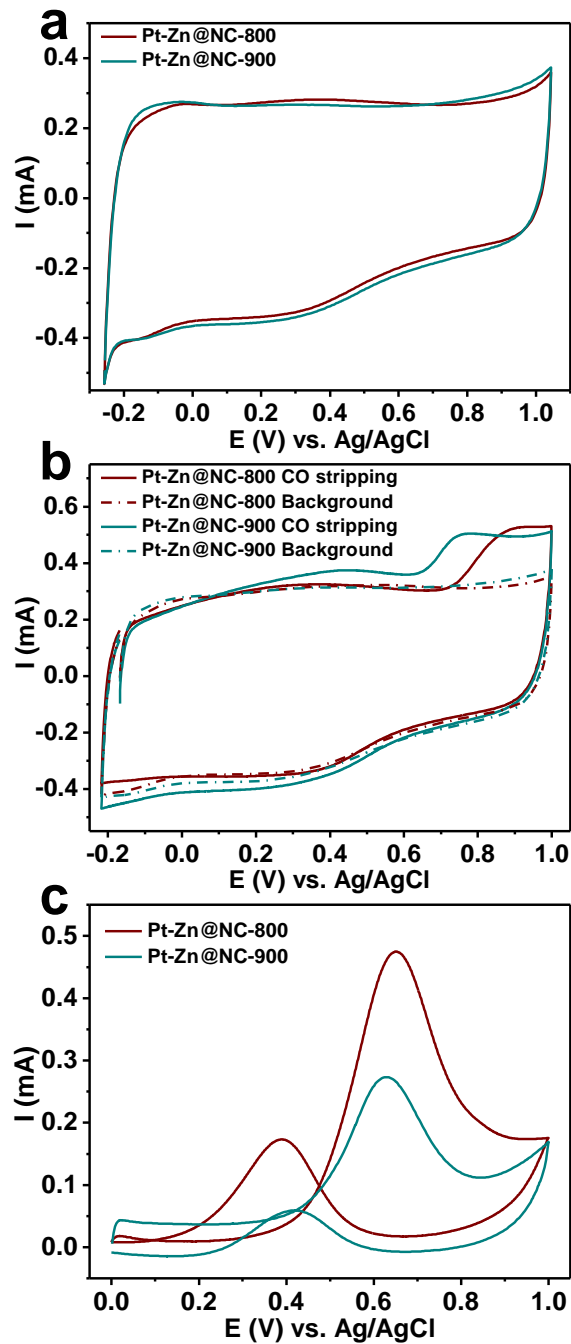 a
Pt-Zn@NC-800
Pt-Zn@NC-900
0.4
0.2
0.0
-0.2
-0.4
I (mA)
-0.2 0.0 0.2 0.4 0.6 0.8 1.0
E (V) vs. Ag/AgCl
b
Pt-Zn@NC-800 CO stripping
Pt-Zn@NC-800 Background
Pt-Zn@NC-900 CO stripping
Pt-Zn@NC-900 Background
0.6
0.4
0.2
0.0
-0.2
-0.4
I (mA)
-0.2 0.0 0.2 0.4 0.6 0.8 1.0
E (V) vs. Ag/AgCl
c
Pt-Zn@NC-800
Pt-Zn@NC-900
0.5
0.4
0.3
0.2
0.1
0.0
I (mA)
0.0 0.2 0.4 0.6 0.8 1.0
E (V) vs. Ag/AgCl